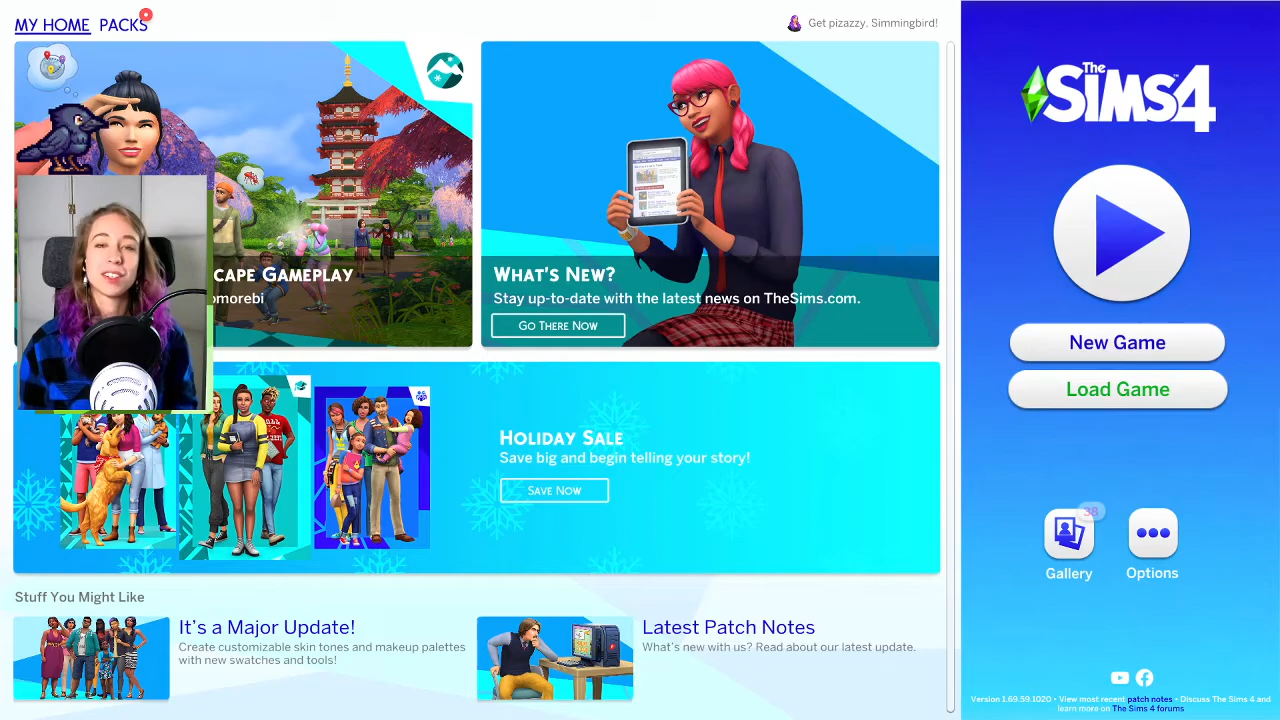 MY HOME PACKS
Get pizazzy, Simmingbird!
CAPE GAMEPLAY
omorebi
WHAT'S NEW?
Stay up-to-date with the latest news on TheSims.com.
GO THERE NOW
HOLIDAY SALE
Save big and begin telling your story!
SAVE NOW
Stuff You Might Like
It's a Major Update!
Create customizable skin tones and makeup palettes
with new swatches and tools!
Latest Patch Notes
What's new with us? Read about our latest update.
The SIMS 4
New Game
Load Game
38
Gallery
Options
Version 1.69.59.1020 • View most recent patch notes • Discuss The Sims 4 and
learn more on The Sims 4 forums